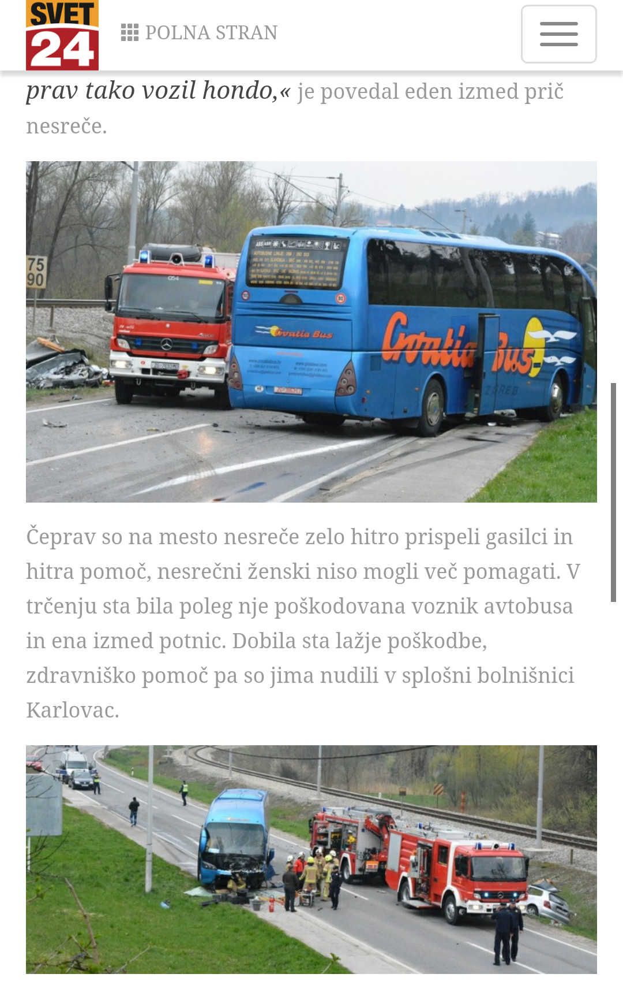 SVET
24
POLNA STRAN
prav tako vozil hondo,« je povedal eden izmed prič
nesreče.
75
90
Croatia Bus
Croatia Bus
ZAGREB
Čeprav so na mesto nesreče zelo hitro prispeli gasilci in
hitra pomoč, nesrečni ženski niso mogli več pomagati. V
trčenju sta bila poleg nje poškodovana voznik avtobusa
in ena izmed potnic. Dobila sta lažje poškodbe,
zdravniško pomoč pa so jima nudili v splošni bolnišnici
Karlovac.